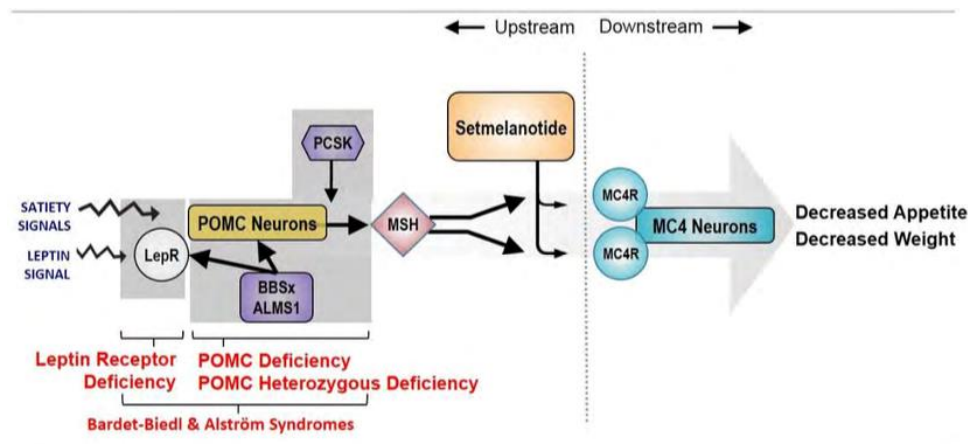 Upstream Downstream
Setmelanotide
PCSK
SATIETY
SIGNALS
LEPTIN
SIGNAL
LepR
POMC Neurons
MSH
BBSx
ALMS1
MC4R
MC4R
MC4 Neurons
Decreased Appetite
Decreased Weight
Leptin Receptor
Deficiency
POMC Deficiency
POMC Heterozygous Deficiency
Bardet-Biedl & Alström Syndromes